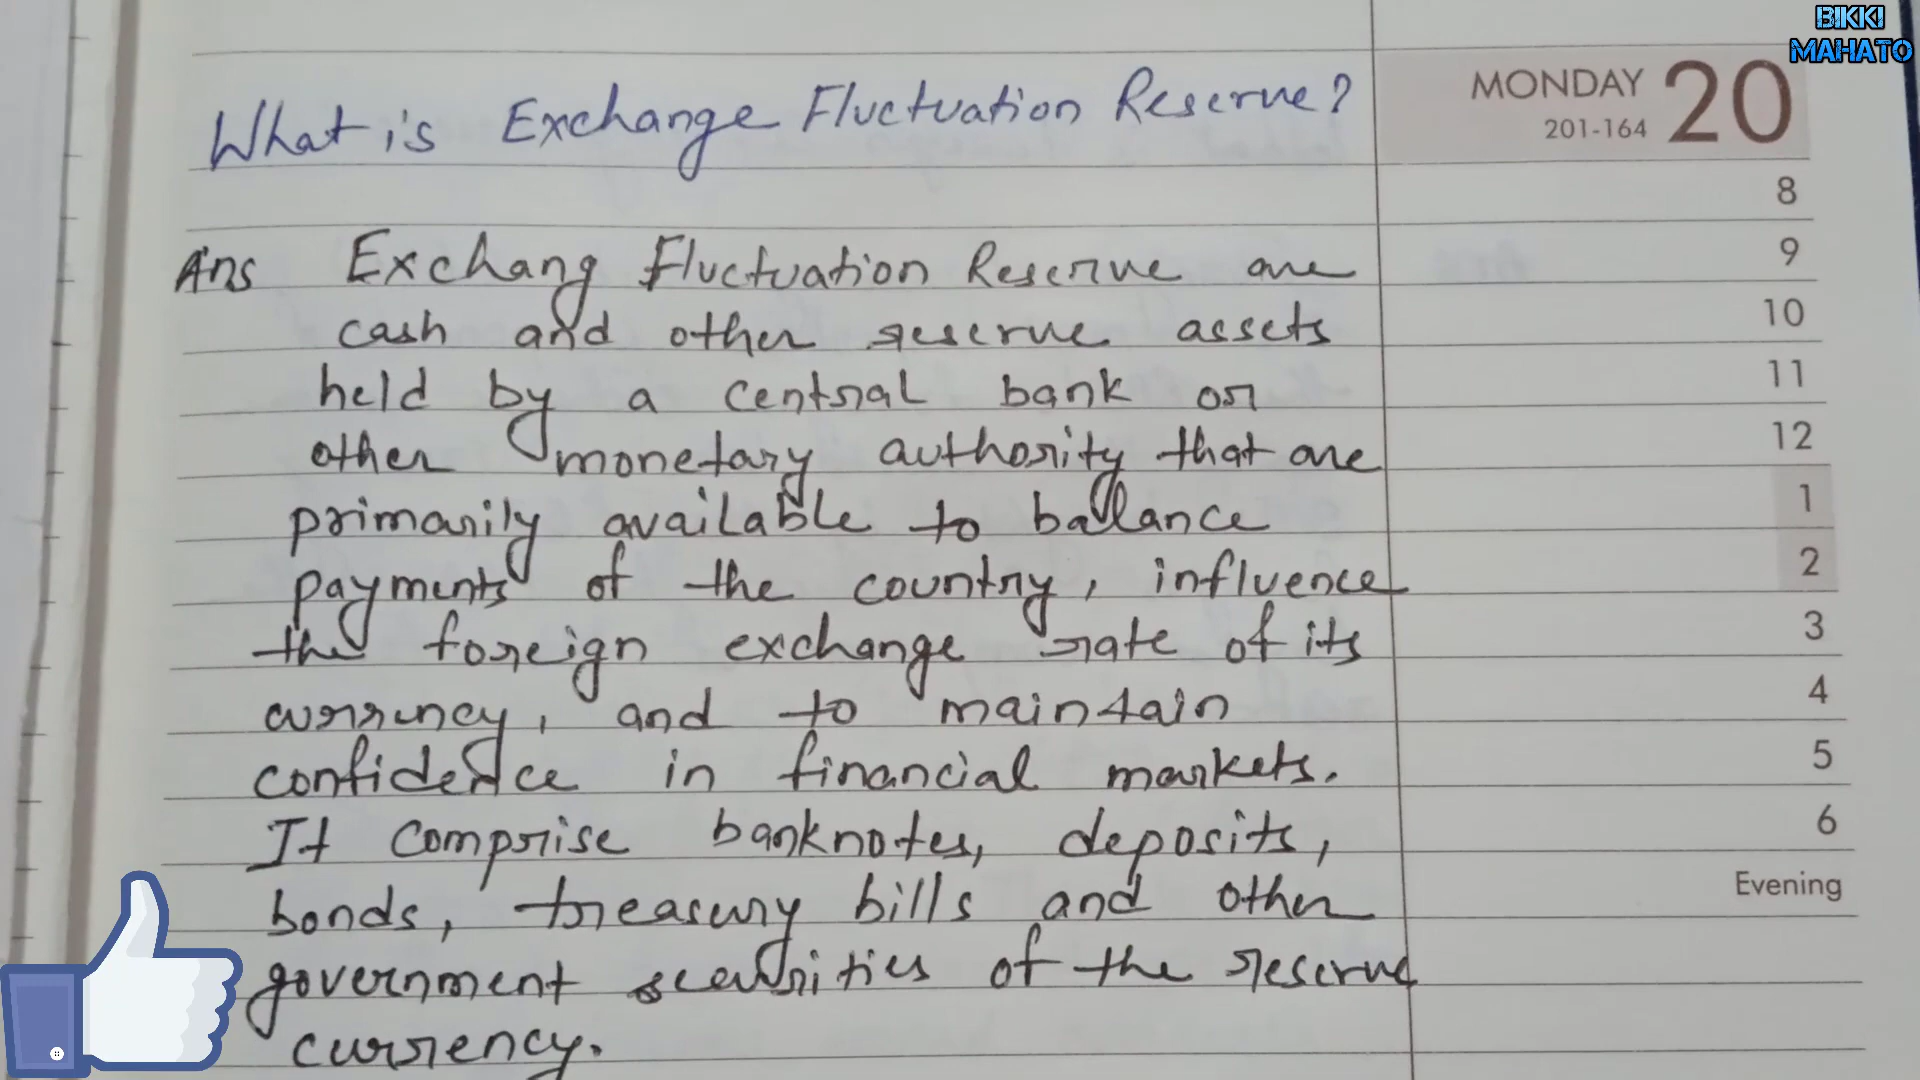 BIKKI
MAHATO
MONDAY 20
201-164
What is Exchange Fluctuation Reserve?
Ans Exchang Fluctuation Reserve are
cash and other reserve assets
held by a central bank or
other monetary authority that are
primarily available to balance
payments of the country, influence
the foreign exchange rate of its
currency, and to maintain
confidence in financial markets.
It comprise banknotes, deposits,
bonds, treasury bills and other
government securities of the reserve
currency.
8
9
10
11
12
1
2
3
4
5
6
Evening